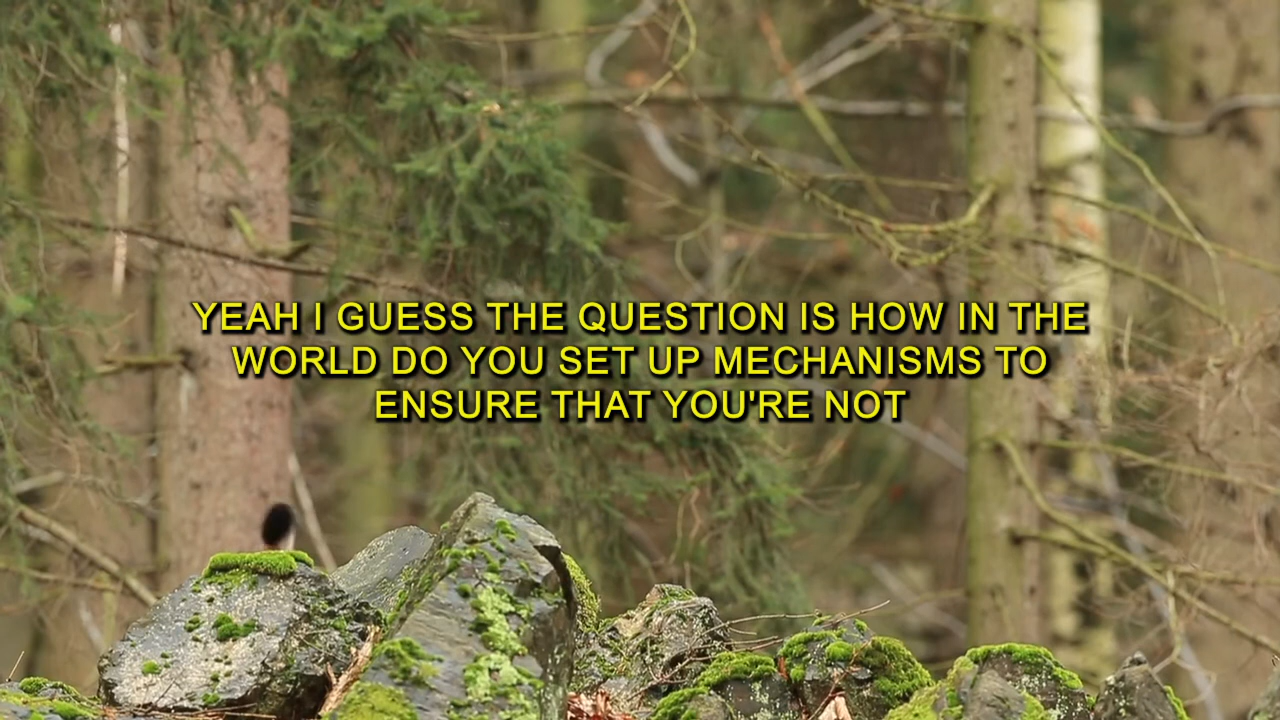 YEAH I GUESS THE QUESTION IS HOW IN THE
WORLD DO YOU SET UP MECHANISMS TO
ENSURE THAT YOU'RE NOT